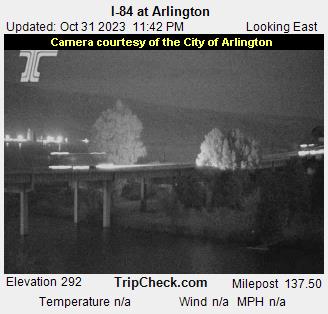 I-84 at Arlington
Updated: Oct 31 2023 11:42 PM Looking East
Camera courtesy of the City of Arlington
Elevation 292 TripCheck.com Milepost 137.50
Temperature n/a Wind n/a MPH n/a